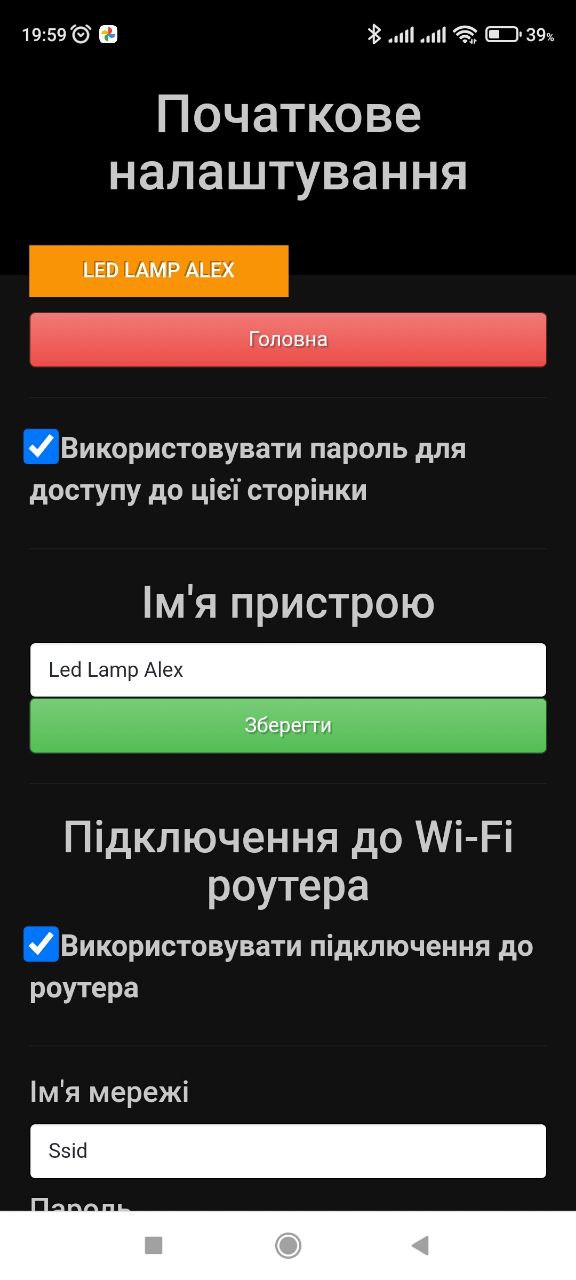 19:59 39%
Початкове
налаштування
LED LAMP ALEX
Головна
Використовувати пароль для
доступу до цієї сторінки
Ім'я пристрою
Led Lamp Alex
Зберегти
Підключення до Wi-Fi
роутера
Використовувати підключення до
роутера
Ім'я мережі
Ssid
Пароль